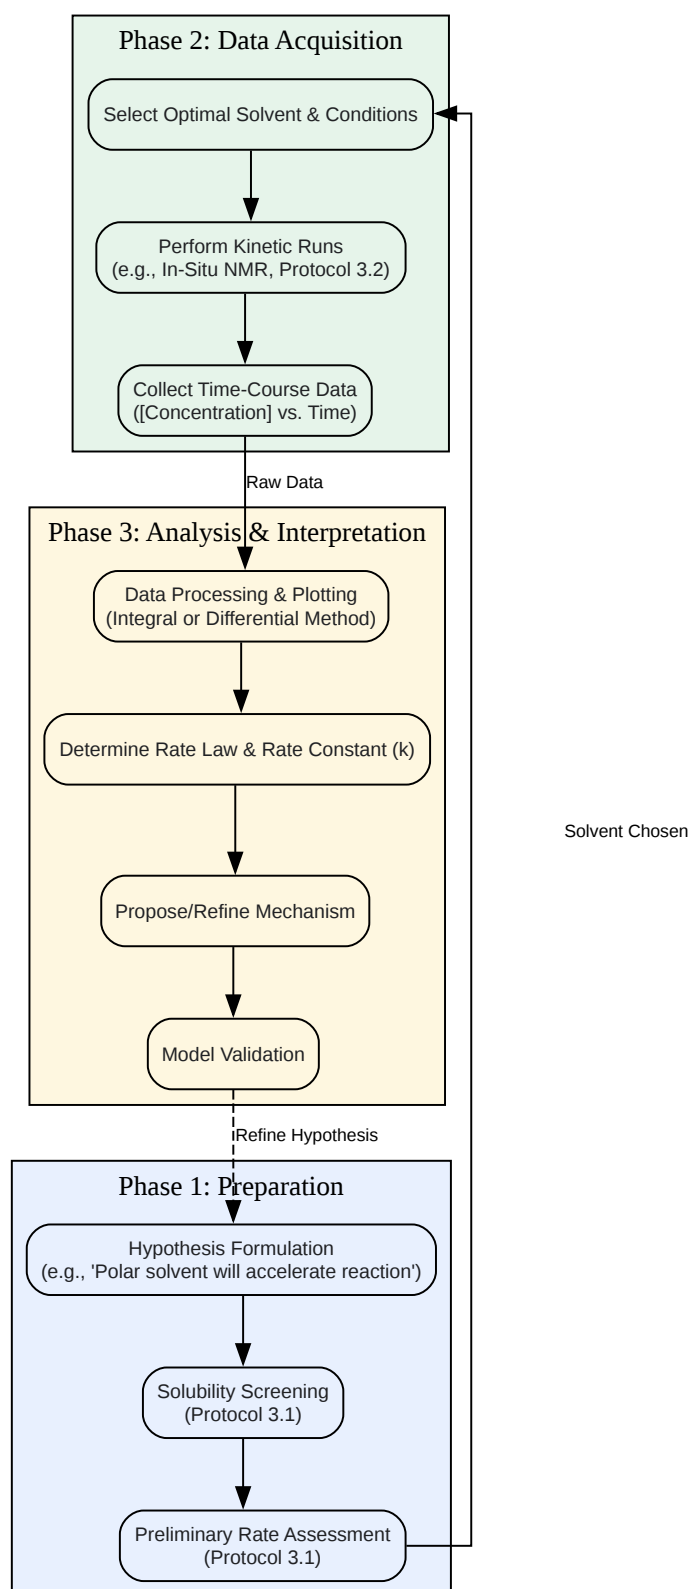 Phase 2: Data Acquisition
Select Optimal Solvent & Conditions
Perform Kinetic Runs
(e.g., In-Situ NMR, Protocol 3.2)
Collect Time-Course Data
([Concentration] vs. Time)
Raw Data
Phase 3: Analysis & Interpretation
Data Processing & Plotting
(Integral or Differential Method)
Determine Rate Law & Rate Constant (k)
Solvent Chosen
Propose/Refine Mechanism
Model Validation
Refine Hypothesis
Phase 1: Preparation
Hypothesis Formulation
(e.g., 'Polar solvent will accelerate reaction')
Solubility Screening
(Protocol 3.1)
Preliminary Rate Assessment
(Protocol 3.1)